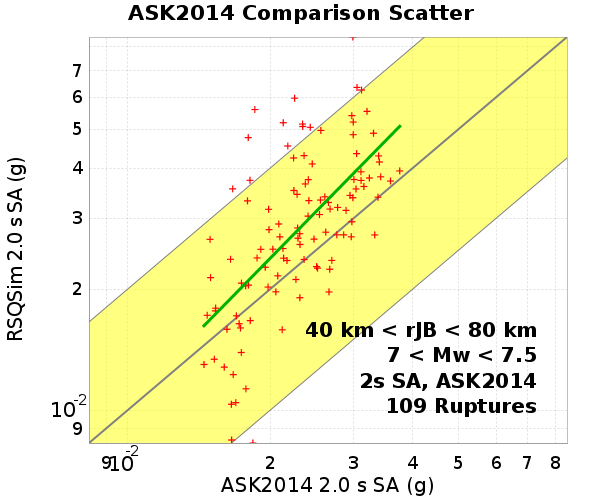 ASK2014 Comparison Scatter
RSQSim 2.0 s SA (g)
7
6
5
4
3
2
10-2
9
40 km < rJB < 80 km
7 < Mw < 7.5
2s SA, ASK2014
109 Ruptures
9 10-2 2 3 4 5 6 7 8
ASK2014 2.0 s SA (g)